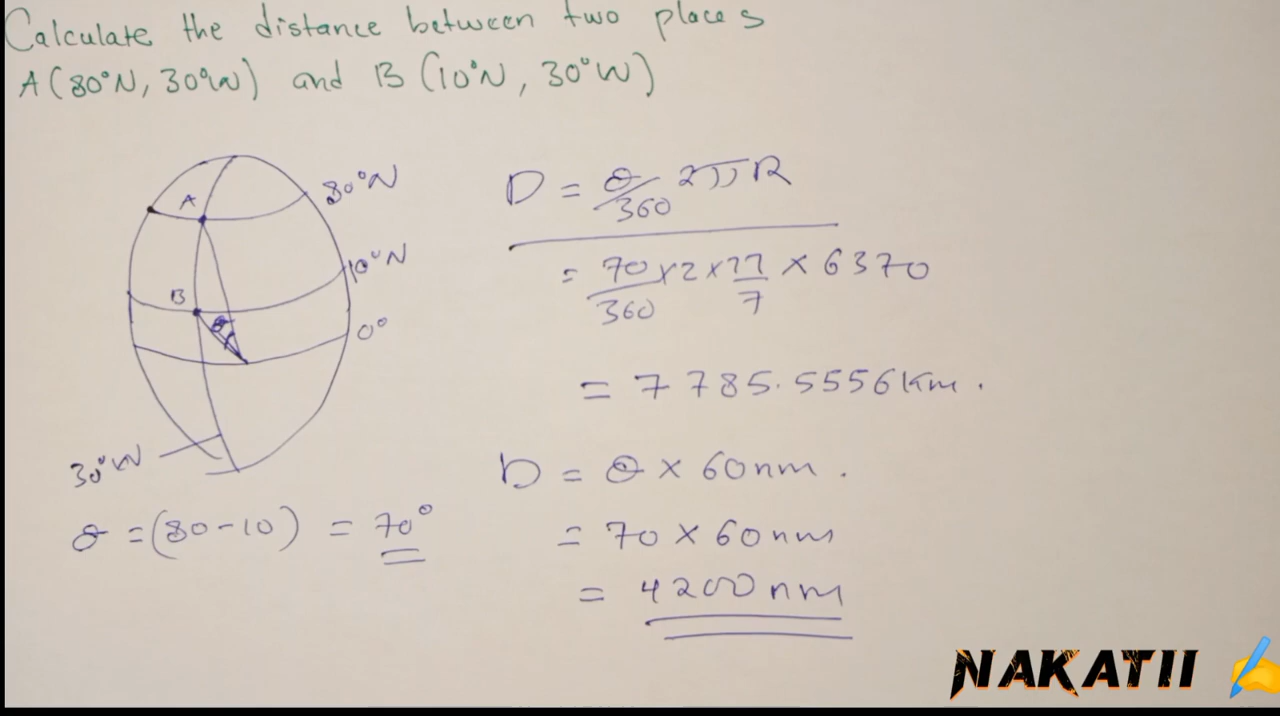 Calculate the distance between two places
A(80°N, 30°W) and B (10°N, 30°W)
80°N
A
10°N
B
θ
0°
30°W
θ = (80-10) = 70°
D = θ/360 2πR
= 70/360 x 2 x 22/7 x 6370
= 7785.5556 km.
D = θ x 60nm.
= 70 x 60nm
= 4200nm
NAKATII ✍